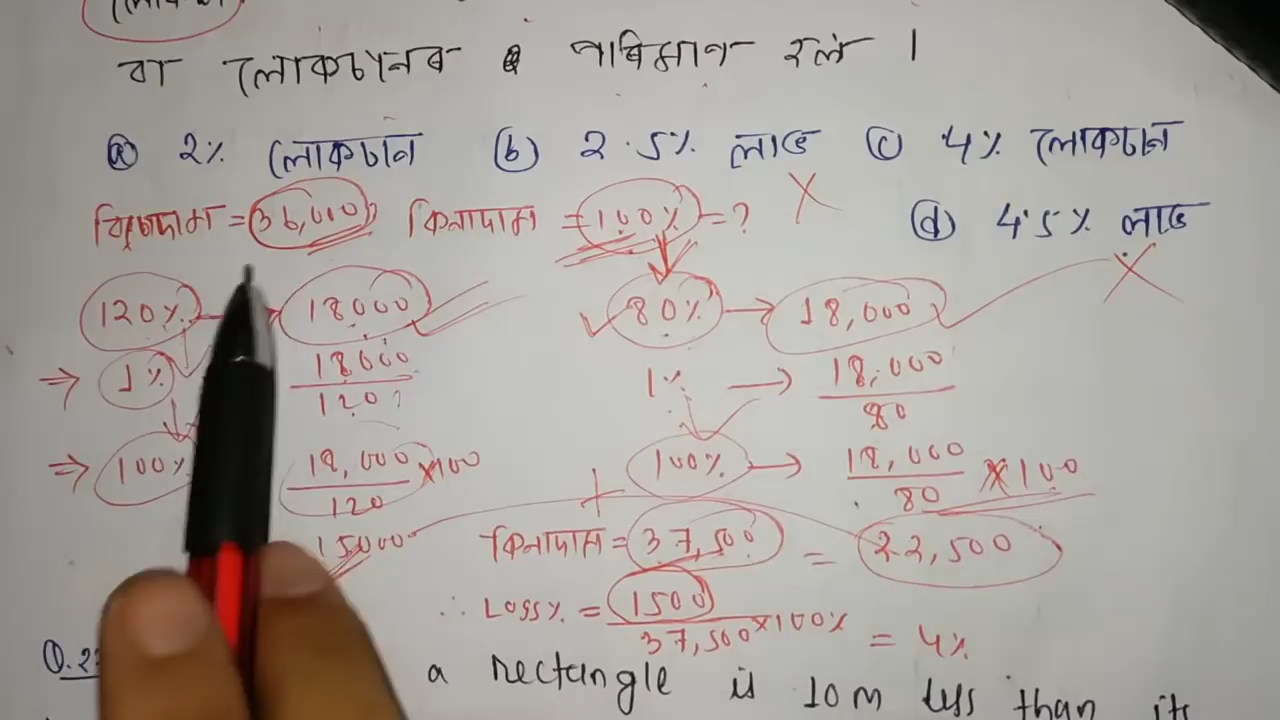 বা লোকচানৰ পৰিমাণ হ'ল ।
ⓐ 2% লোকচান ⓑ 2.5% লাভ ⓒ 4% লোকচান
= 36,000 কিনাদাম = 100% = ? ⓓ 4.5% লাভ
120% → 18000 80% → 18,000
⇒ 1% 18000/120 1% → 18,000/80
⇒ 100% 18,000/120 × 100 100% → 18,000/80 × 100
15000 + কিনাদাম = 37,500 = 22,500
∴ Loss% = 1500/37,500 × 100% = 4%
Q.2 a rectangle is 10m less than its